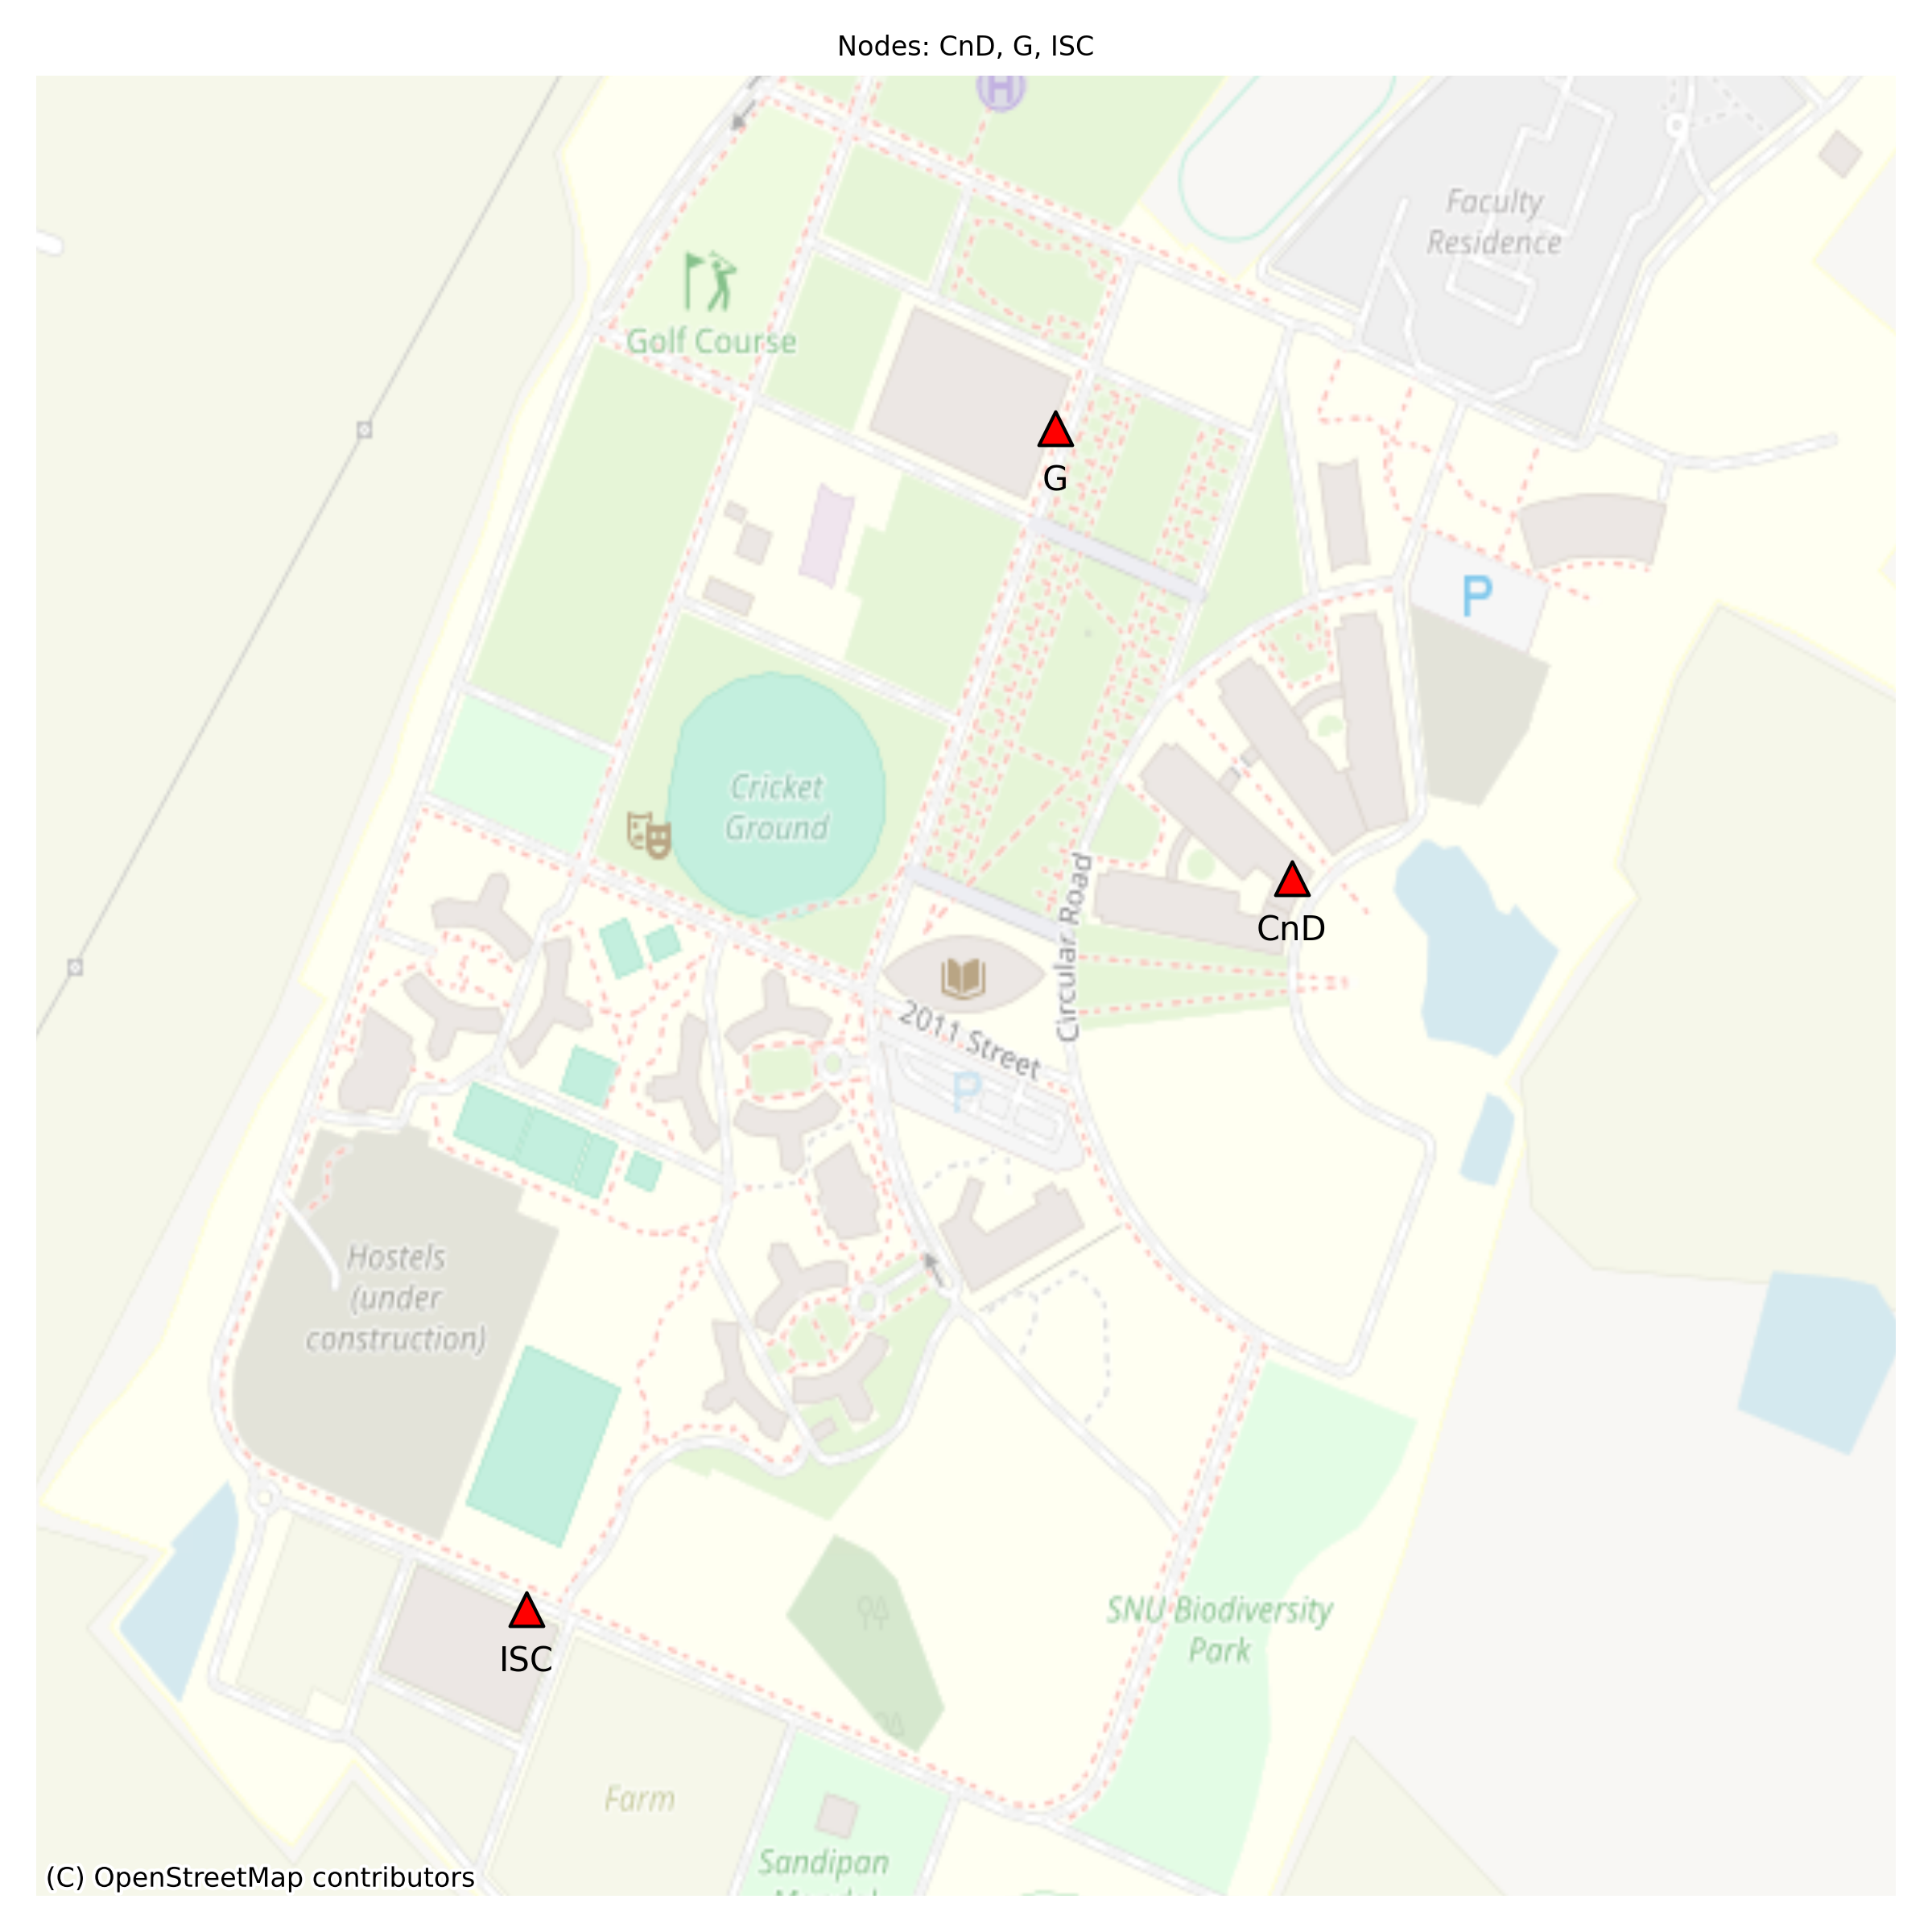 Nodes: CnD, G, ISC
H
Faculty
Residence
Golf Course
G
P
Cricket
Ground
Circular Road
CnD
2011 Street
P
Hostels
(under
construction)
ISC
SNU Biodiversity
Park
Farm
Sandipan
(C) OpenStreetMap contributors